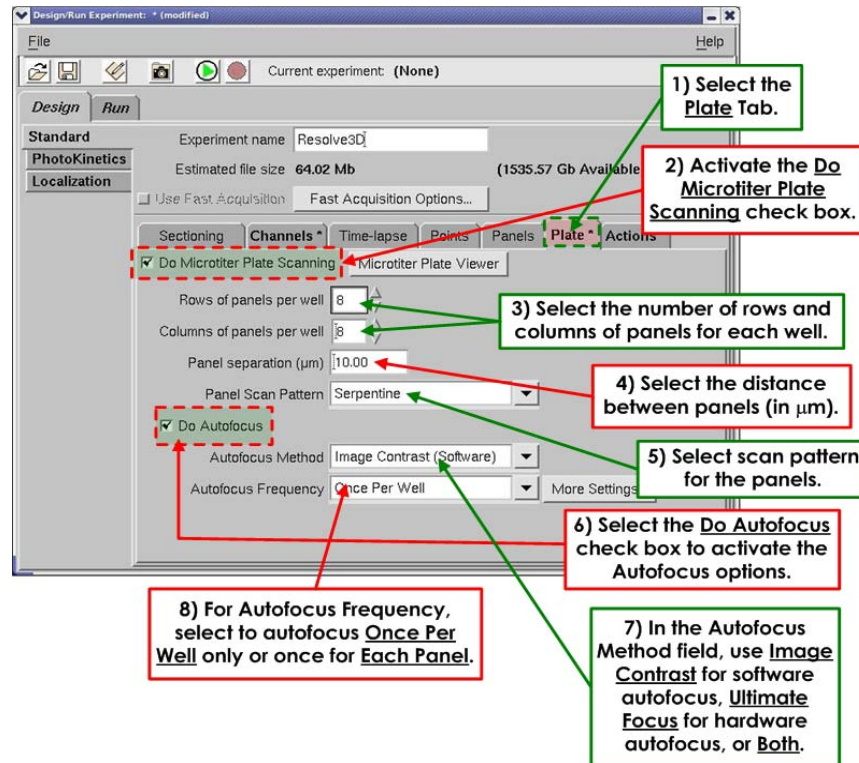 Design/Run Experiment: * (modified)
File
Help
Current experiment: (None)
Design
Run
Standard
PhotoKinetics
Localization
Experiment name
Resolve3D
Estimated file size
64.02 Mb
(1535.57 Gb Available
Use Fast Acquisition
Fast Acquisition Options...
Sectioning
Channels *
Time-lapse
Points
Panels
Plate *
Actions
Do Microtiter Plate Scanning
Microtiter Plate Viewer
Rows of panels per well
8
Columns of panels per well
8
Panel separation (µm)
10.00
Panel Scan Pattern
Serpentine
Do Autofocus
Autofocus Method
Image Contrast (Software)
Autofocus Frequency
Once Per Well
More Settings
1) Select the
Plate Tab.
2) Activate the Do
Microtiter Plate
Scanning check box.
3) Select the number of rows and
columns of panels for each well.
4) Select the distance
between panels (in µm).
5) Select scan pattern
for the panels.
6) Select the Do Autofocus
check box to activate the
Autofocus options.
7) In the Autofocus
Method field, use Image
Contrast for software
autofocus, Ultimate
Focus for hardware
autofocus, or Both.
8) For Autofocus Frequency,
select to autofocus Once Per
Well only or once for Each Panel.